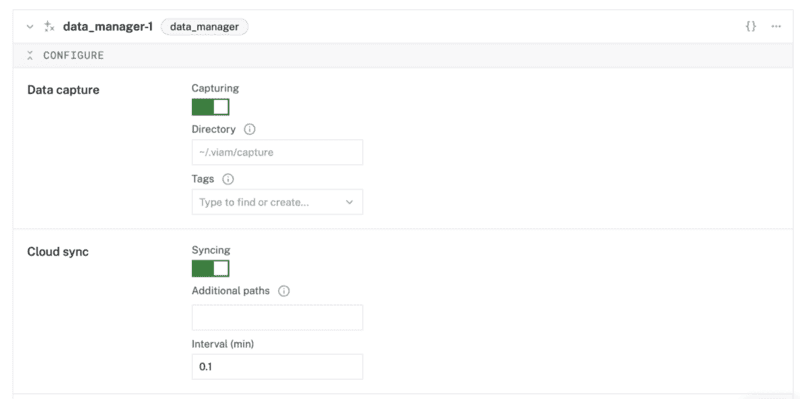 data_manager-1 data_manager {} ...
CONFIGURE
Data capture
Capturing
Directory
~/.viam/capture
Tags
Type to find or create...
Cloud sync
Syncing
Additional paths
Interval (min)
0.1